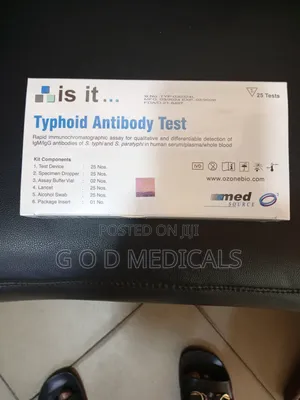 is it ...
25 Tests
Typhoid Antibody Test
Rapid immunochromatographic assay for qualitative and differentiable detection of
IgM/IgG antibodies of S. typhi and S. paratyphi in human serum/plasma/whole blood
Kit Components
1. Test Device 25 Nos.
2. Specimen Dropper 25 Nos.
3. Assay Buffer Vial 02 Nos.
4. Lancet 25 Nos.
5. Alcohol Swab 25 Nos.
6. Package Insert 01 No.
IVD
www.ozonebio.com
med
SOURCE
POSTED ON JIJI
G O D MEDICALS